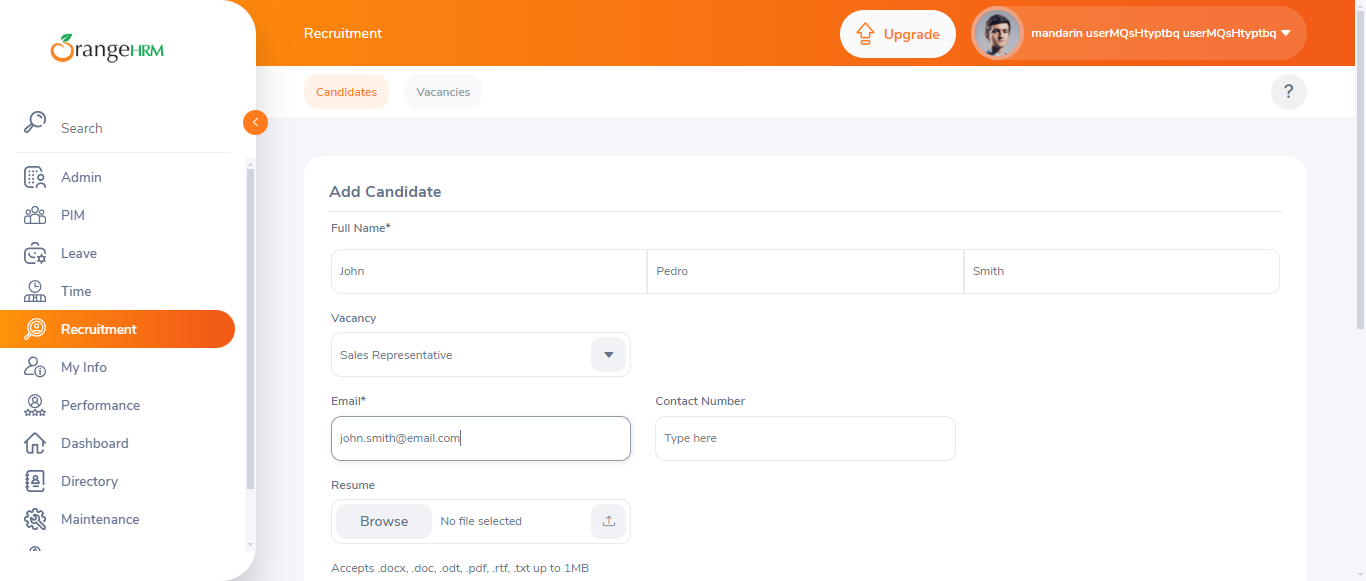 OrangeHRM
Recruitment
Upgrade
mandarin userMQsHtyptbq userMQsHtyptbq
Candidates
Vacancies
?
Search
Admin
PIM
Leave
Time
Recruitment
My Info
Performance
Dashboard
Directory
Maintenance
Add Candidate
Full Name*
John
Pedro
Smith
Vacancy
Sales Representative
Email*
Contact Number
john.smith@email.com
Type here
Resume
Browse
No file selected
Accepts .docx, .doc, .odt, .pdf, .rtf, .txt up to 1MB